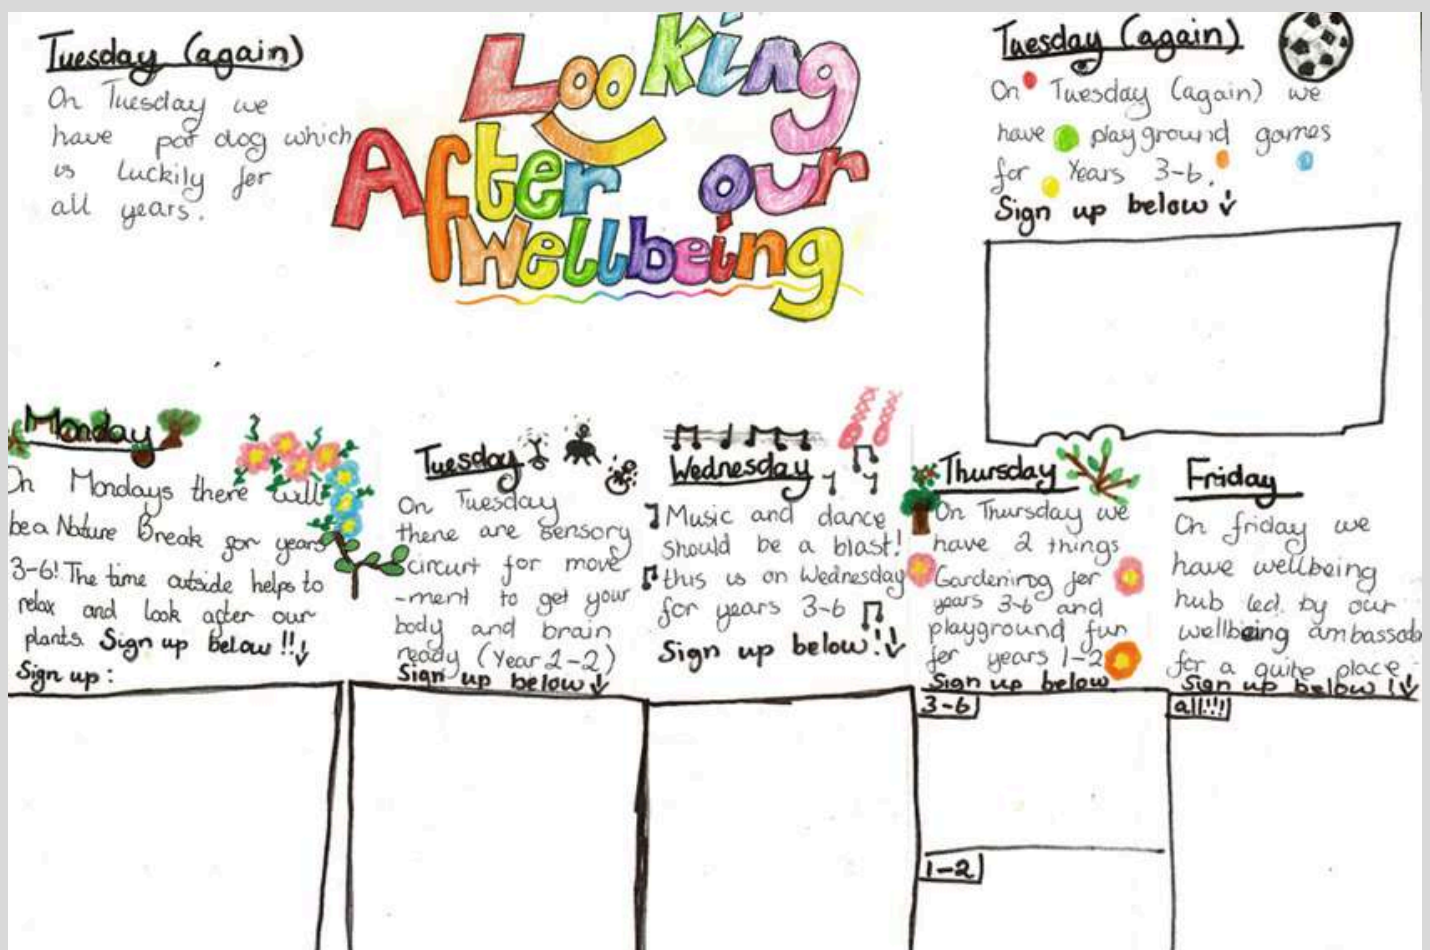 Tuesday (again)
On Tuesday we
have pat dog which
is luckily for
all years.
Looking
After our
Wellbeing
Tuesday (again)
On Tuesday (again) we
have playground games
for Years 3-6.
Sign up below
Monday
On Mondays there will
be a Nature Break for years
3-6! The time outside helps to
relax and look after our
plants. Sign up below!!
Sign up:
Tuesday
On Tuesday
there are sensory
circuit for move
-ment to get your
body and brain
ready (Year 1-2)
Sign up below
Wednesday
Music and dance
should be a blast!
this is on Wednesday
for years 3-6
Sign up below!!
Thursday
On Thursday we
have 2 things
Gardening for
years 3-6 and
playground fun
for years 1-2
Sign up below
3-6
1-2
Friday
On friday we
have wellbeing
hub led by our
wellbeing ambassado
for a quite place.
Sign up below!
all!!!